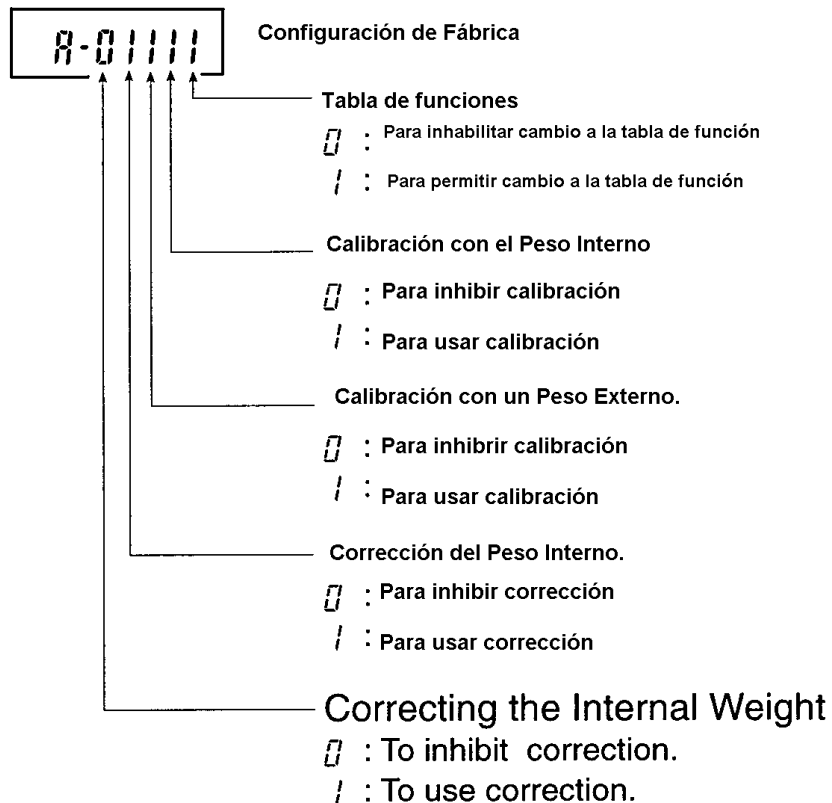 A-01111
Configuración de Fábrica
Tabla de funciones
0 : Para inhabilitar cambio a la tabla de función
1 : Para permitir cambio a la tabla de función
Calibración con el Peso Interno
0 : Para inhibir calibración
1 : Para usar calibración
Calibración con un Peso Externo.
0 : Para inhibrir calibración
1 : Para usar calibración
Corrección del Peso Interno.
0 : Para inhibir corrección
1 : Para usar corrección
Correcting the Internal Weight
0 : To inhibit correction.
1 : To use correction.